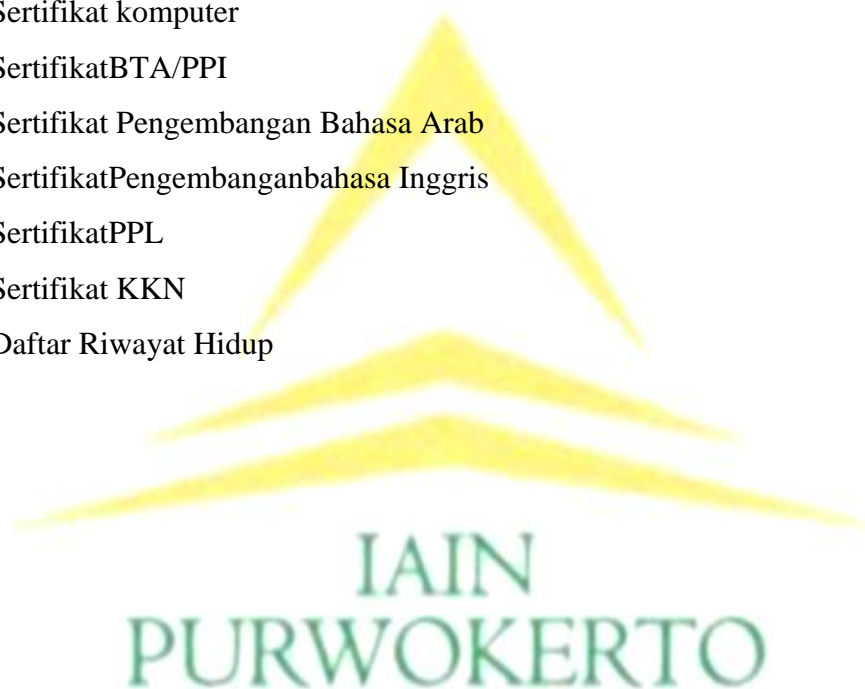 Sertifikat komputer
SertifikatBTA/PPI
Sertifikat Pengembangan Bahasa Arab
SertifikatPengembanganbahasa Inggris
SertifikatPPL
Sertifikat KKN
Daftar Riwayat Hidup
IAIN
PURWOKERTO